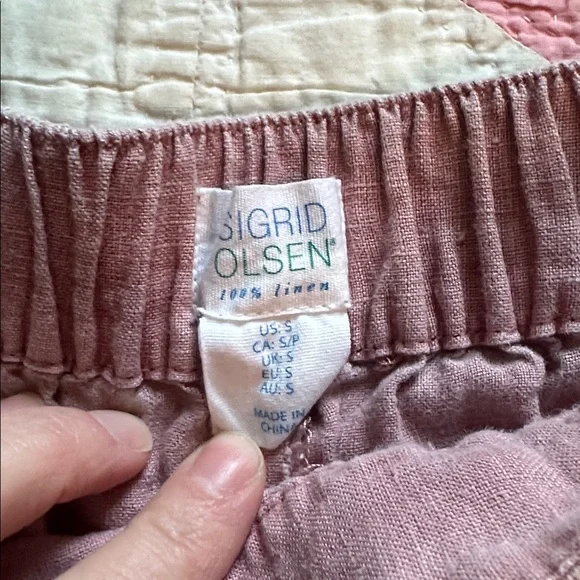 SIGRID
OLSEN®
100% linen
US: S
CA: S/P
UK: S
EU: S
AU: S
MADE IN
CHINA